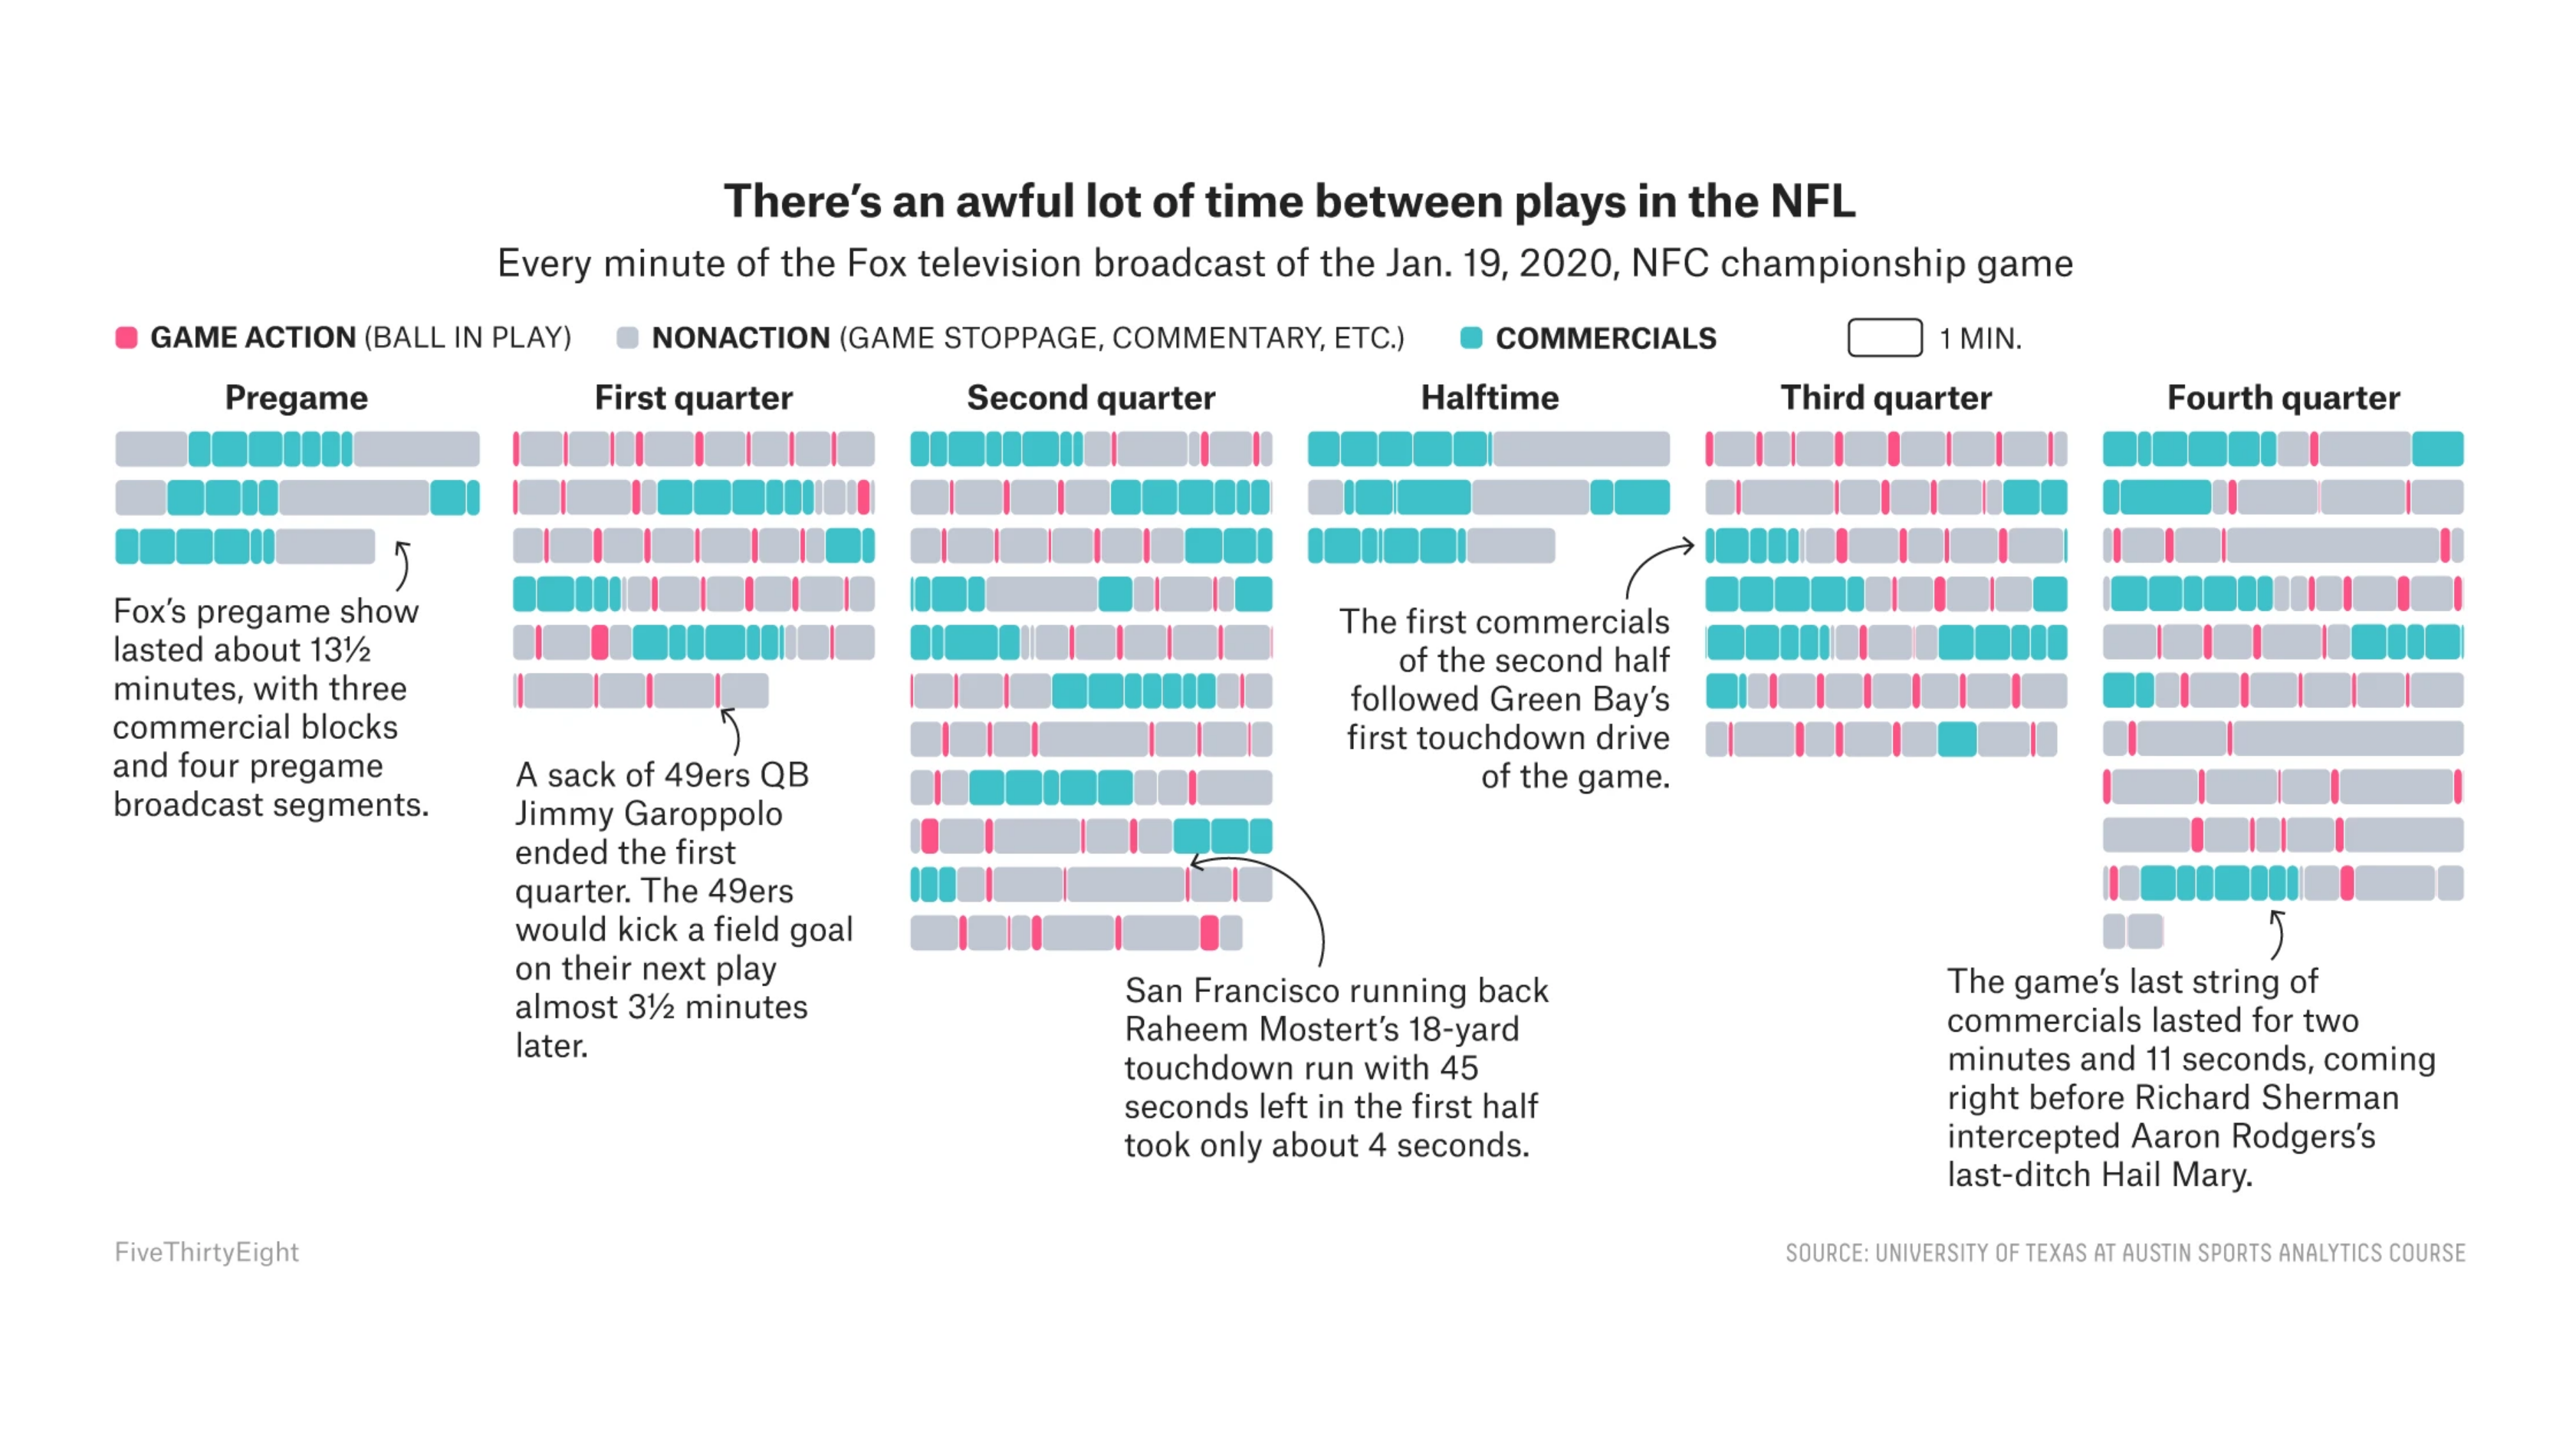 There’s an awful lot of time between plays in the NFL
Every minute of the Fox television broadcast of the Jan. 19, 2020, NFC championship game
GAME ACTION (BALL IN PLAY) NONACTION (GAME STOPPAGE, COMMENTARY, ETC.) COMMERCIALS 1 MIN.
Pregame First quarter Second quarter Halftime Third quarter Fourth quarter
Fox’s pregame show
lasted about 13½
minutes, with three
commercial blocks
and four pregame
broadcast segments.
A sack of 49ers QB
Jimmy Garoppolo
ended the first
quarter. The 49ers
would kick a field goal
on their next play
almost 3½ minutes
later.
San Francisco running back
Raheem Mostert’s 18-yard
touchdown run with 45
seconds left in the first half
took only about 4 seconds.
The first commercials
of the second half
followed Green Bay’s
first touchdown drive
of the game.
The game’s last string of
commercials lasted for two
minutes and 11 seconds, coming
right before Richard Sherman
intercepted Aaron Rodgers’s
last-ditch Hail Mary.
FiveThirtyEight
SOURCE: UNIVERSITY OF TEXAS AT AUSTIN SPORTS ANALYTICS COURSE